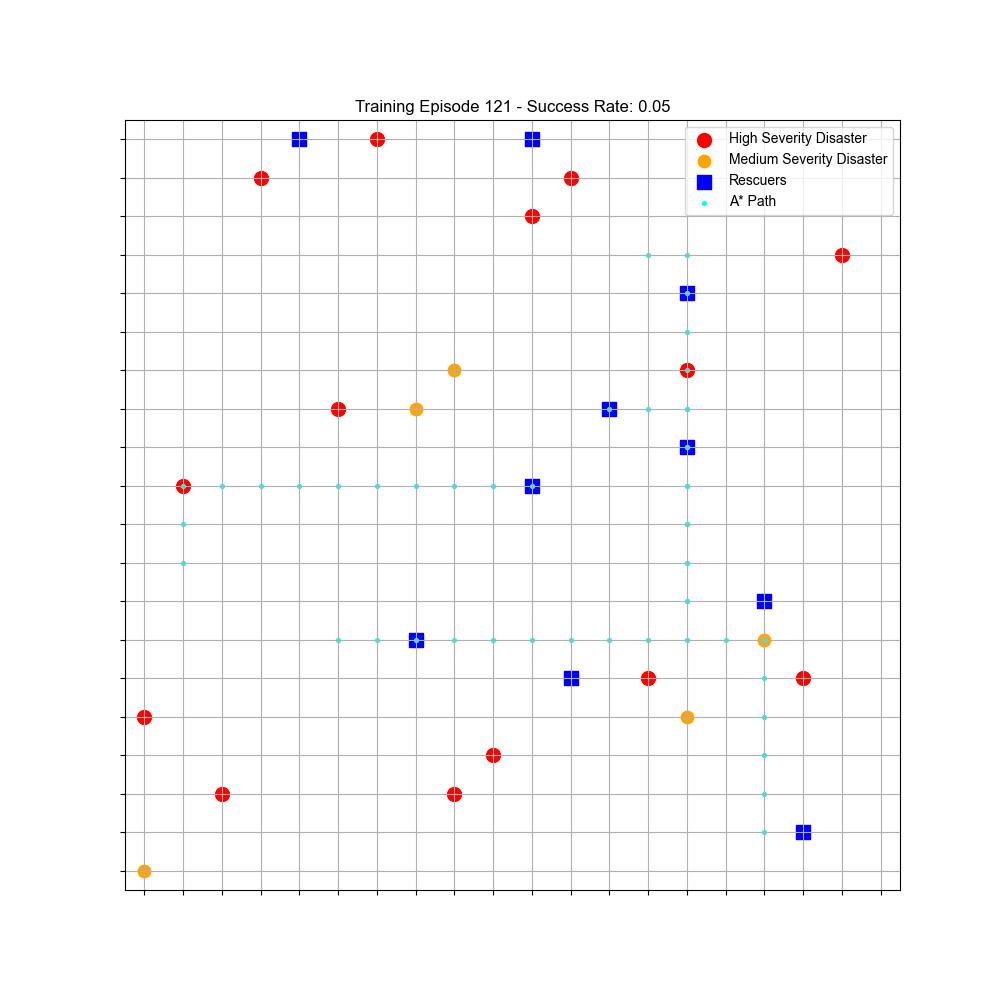 Training Episode 121 - Success Rate: 0.05
High Severity Disaster
Medium Severity Disaster
Rescuers
A* Path